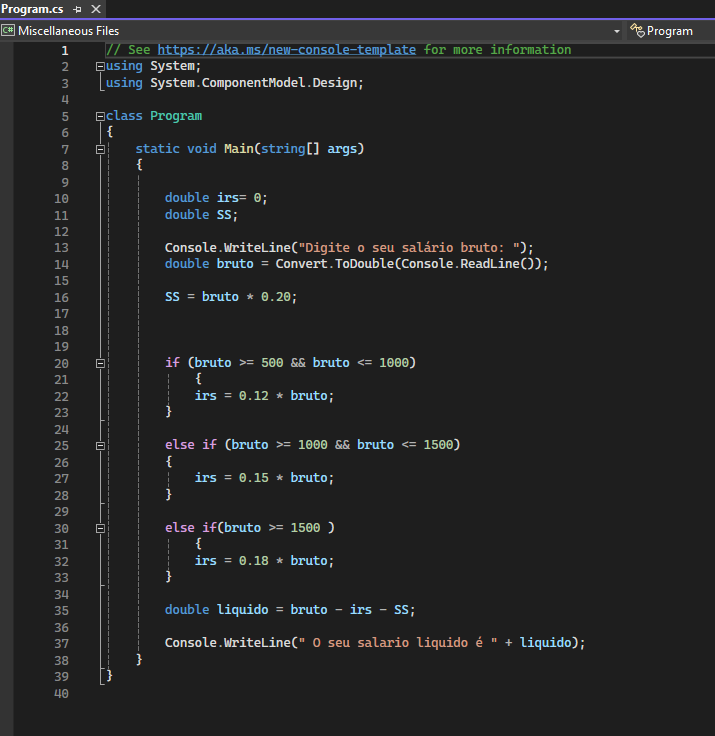 Program.cs
Miscellaneous Files
Program
1 // See https://aka.ms/new-console-template for more information
2 using System;
3 using System.ComponentModel.Design;
4
5 class Program
6 {
7 static void Main(string[] args)
8 {
9
10 double irs= 0;
11 double SS;
12
13 Console.WriteLine("Digite o seu salário bruto: ");
14 double bruto = Convert.ToDouble(Console.ReadLine());
15
16 SS = bruto * 0.20;
17
18
19
20 if (bruto >= 500 && bruto <= 1000)
21 {
22 irs = 0.12 * bruto;
23 }
24
25 else if (bruto >= 1000 && bruto <= 1500)
26 {
27 irs = 0.15 * bruto;
28 }
29
30 else if(bruto >= 1500 )
31 {
32 irs = 0.18 * bruto;
33 }
34
35 double liquido = bruto - irs - SS;
36
37 Console.WriteLine(" O seu salario liquido é " + liquido);
38 }
39 }
40